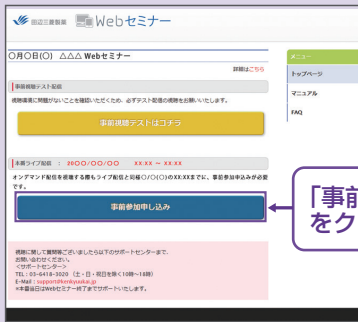 田辺三菱製薬 Webセミナー
〇月〇日(〇) △△△ Webセミナー
詳細はこちら
事前視聴テスト配信
視聴環境に問題がないことを確認いただくため、必ずテスト配信の視聴をお願いいたします。
事前視聴テストはコチラ
本番ライブ配信 : 20〇〇/〇〇/〇〇 XX:XX ~ XX:XX
オンデマンド配信を視聴する際もライブ配信と同様〇/〇(〇)のXX:XXまでに、事前参加申込みが必要
です。
事前参加申し込み
視聴に関して質問等ございましたら以下のサポートセンターまで、
お問い合わせください。
<サポートセンター>
TEL:03-6418-3020 (土・日・祝日を除く10時~18時)
E-Mail:support@kenkyuukai.jp
※本番当日はWebセミナー終了までサポートいたします。
メニュー
トップページ
マニュアル
FAQ
「事前
をク